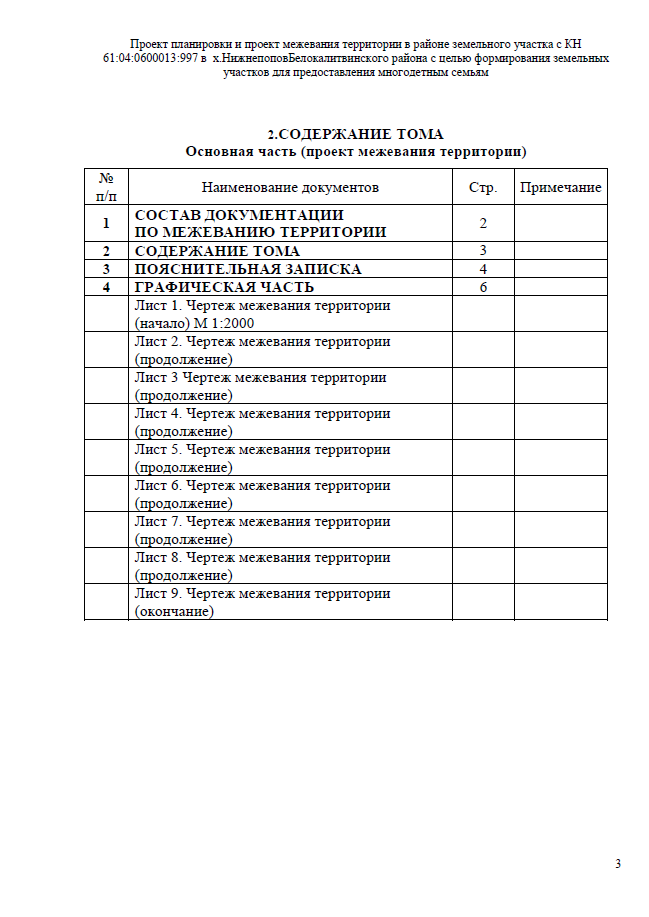 Проект планировки и проект межевания территории в районе земельного участка с КН
61:04:0600013:997 в х.НижнепоповБелокалитвинского района с целью формирования земельных
участков для предоставления многодетным семьям
2.СОДЕРЖАНИЕ ТОМА
Основная часть (проект межевания территории)
№
п/п
Наименование документов
Стр.
Примечание
1
СОСТАВ ДОКУМЕНТАЦИИ
ПО МЕЖЕВАНИЮ ТЕРРИТОРИИ
2
2
СОДЕРЖАНИЕ ТОМА
3
3
ПОЯСНИТЕЛЬНАЯ ЗАПИСКА
4
4
ГРАФИЧЕСКАЯ ЧАСТЬ
6
Лист 1. Чертеж межевания территории
(начало) М 1:2000
Лист 2. Чертеж межевания территории
(продолжение)
Лист 3 Чертеж межевания территории
(продолжение)
Лист 4. Чертеж межевания территории
(продолжение)
Лист 5. Чертеж межевания территории
(продолжение)
Лист 6. Чертеж межевания территории
(продолжение)
Лист 7. Чертеж межевания территории
(продолжение)
Лист 8. Чертеж межевания территории
(продолжение)
Лист 9. Чертеж межевания территории
(окончание)
3